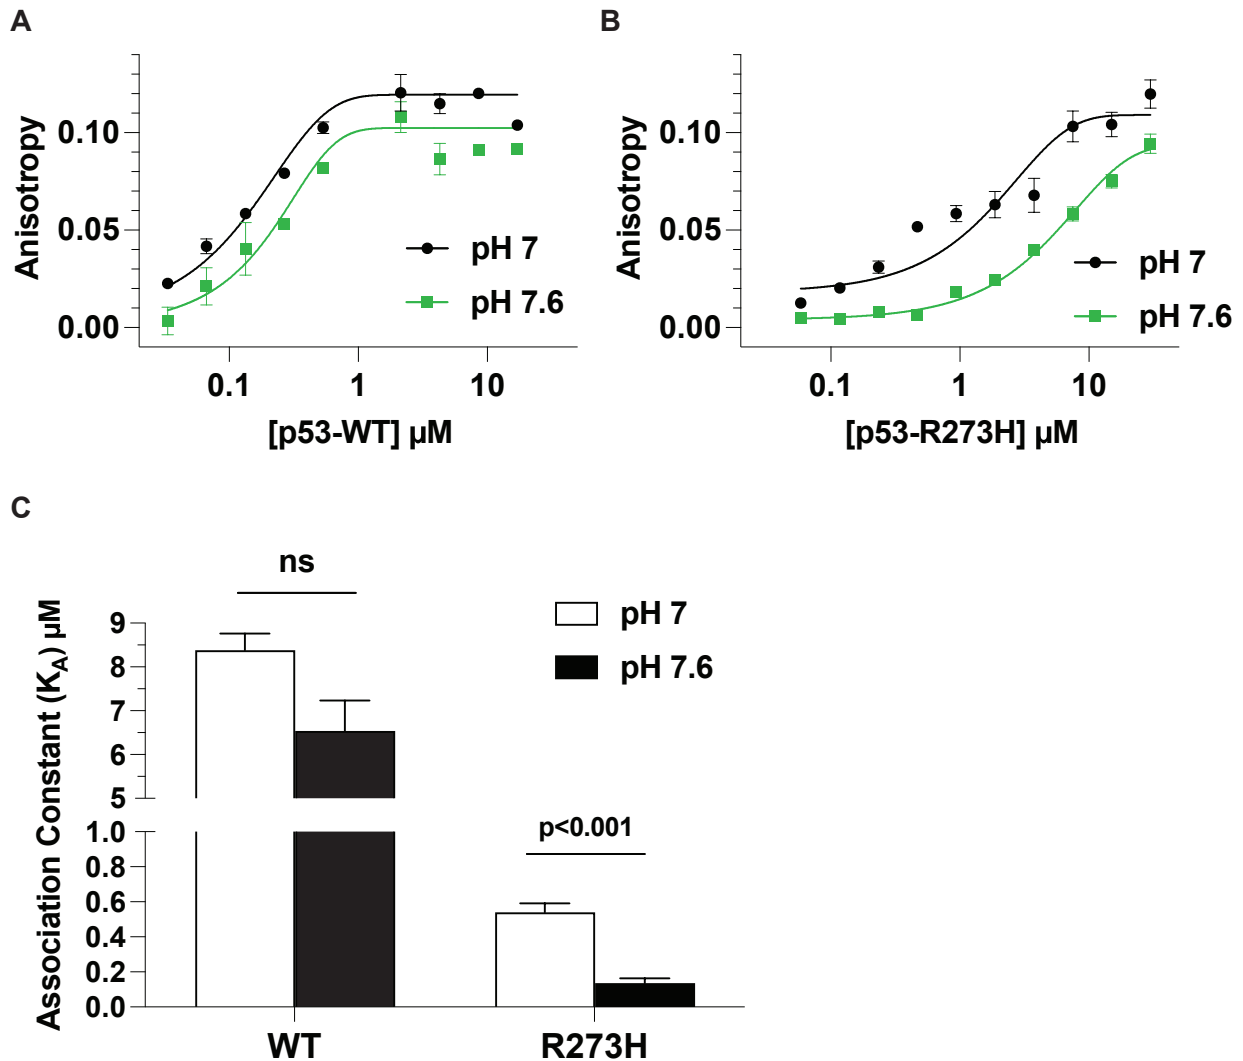 A
B
Anisotropy
0.10
0.05
0.00
0.1 1 10
[p53-WT] µM
pH 7
pH 7.6
Anisotropy
0.10
0.05
0.00
0.1 1 10
[p53-R273H] µM
pH 7
pH 7.6
C
Association Constant (KA) µM
9
8
7
6
5
1.0
0.8
0.6
0.4
0.2
0.0
ns
p<0.001
pH 7
pH 7.6
WT R273H